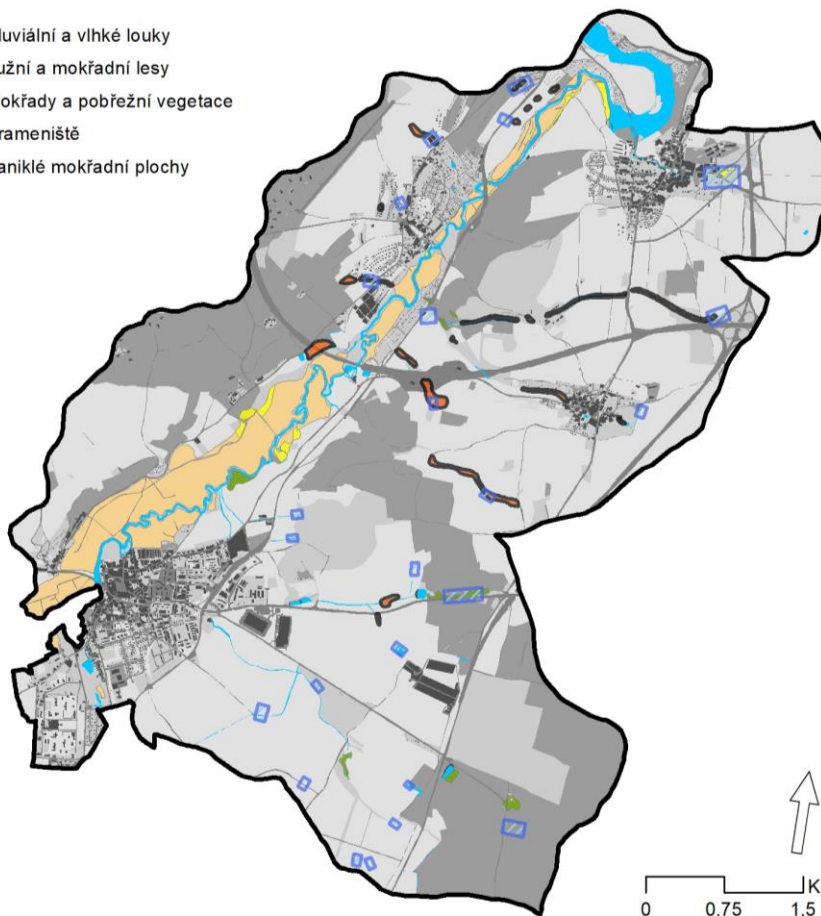 luviální a vlhké louky
užní a mokřadní lesy
okřady a pobřežní vegetace
rameniště
aniklé mokřadní plochy
K
0 0.75 1.5